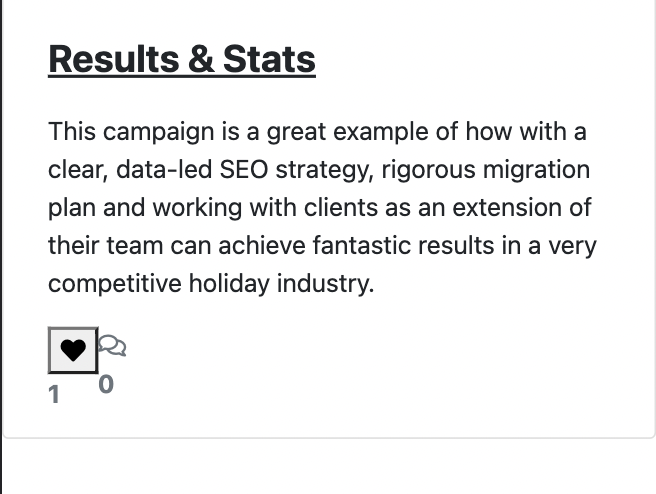 Results & Stats
This campaign is a great example of how with a
clear, data-led SEO strategy, rigorous migration
plan and working with clients as an extension of
their team can achieve fantastic results in a very
competitive holiday industry.
1 0